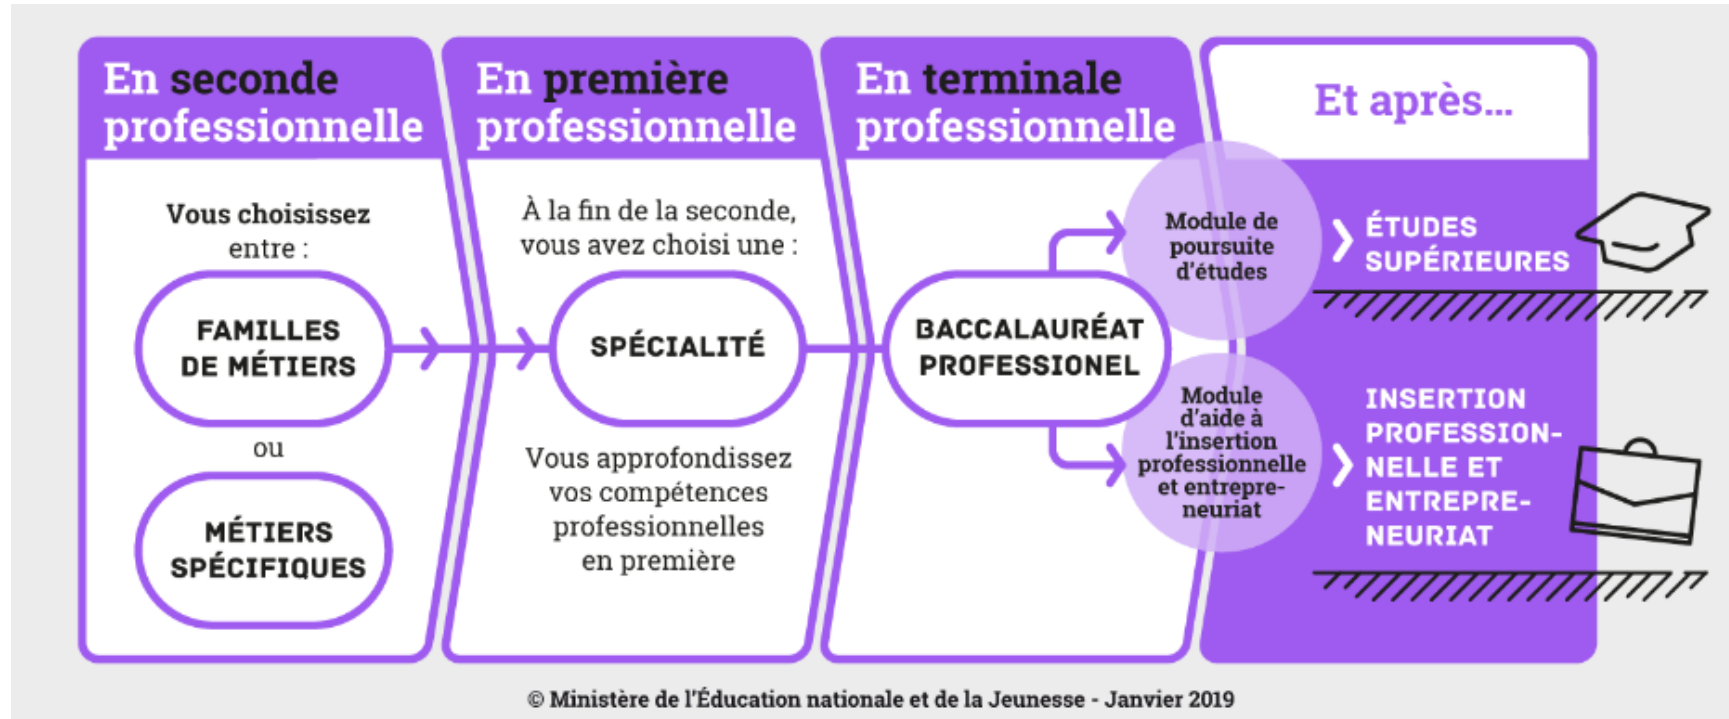 En seconde
professionnelle
Vous choisissez
entre :
FAMILLES
DE MÉTIERS
ou
MÉTIERS
SPÉCIFIQUES
En première
professionnelle
À la fin de la seconde,
vous avez choisi une :
SPÉCIALITÉ
Vous approfondissez
vos compétences
professionnelles
en première
En terminale
professionnelle
BACCALAURÉAT
PROFESSIONEL
Module de
poursuite
d'études
Module
d'aide à
l'insertion
professionnelle
et entrepre-
neuriat
Et après...
ÉTUDES
SUPÉRIEURES
INSERTION
PROFESSION-
NELLE ET
ENTREPRE-
NEURIAT
© Ministère de l'Éducation nationale et de la Jeunesse - Janvier 2019